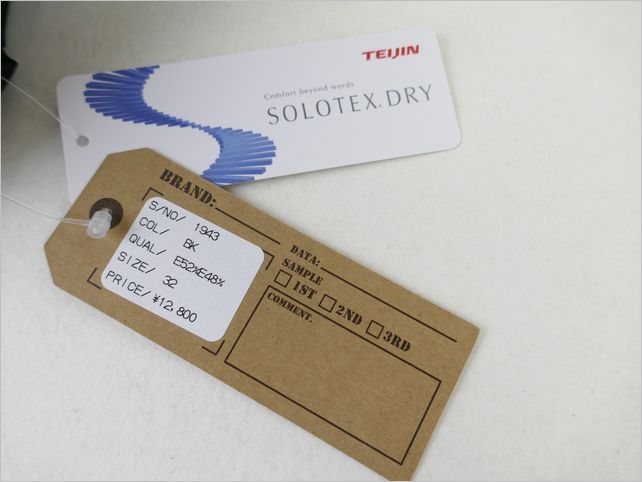 TEIJIN
Comfort beyond words
SOLOTEX® DRY
BRAND:
S/NO/ 1943
COL/ BK
QUAL/ E52%E48%
SIZE/ 32
PRICE/ ¥12,800
DATA:
SAMPLE
1ST 2ND 3RD
COMMENT.